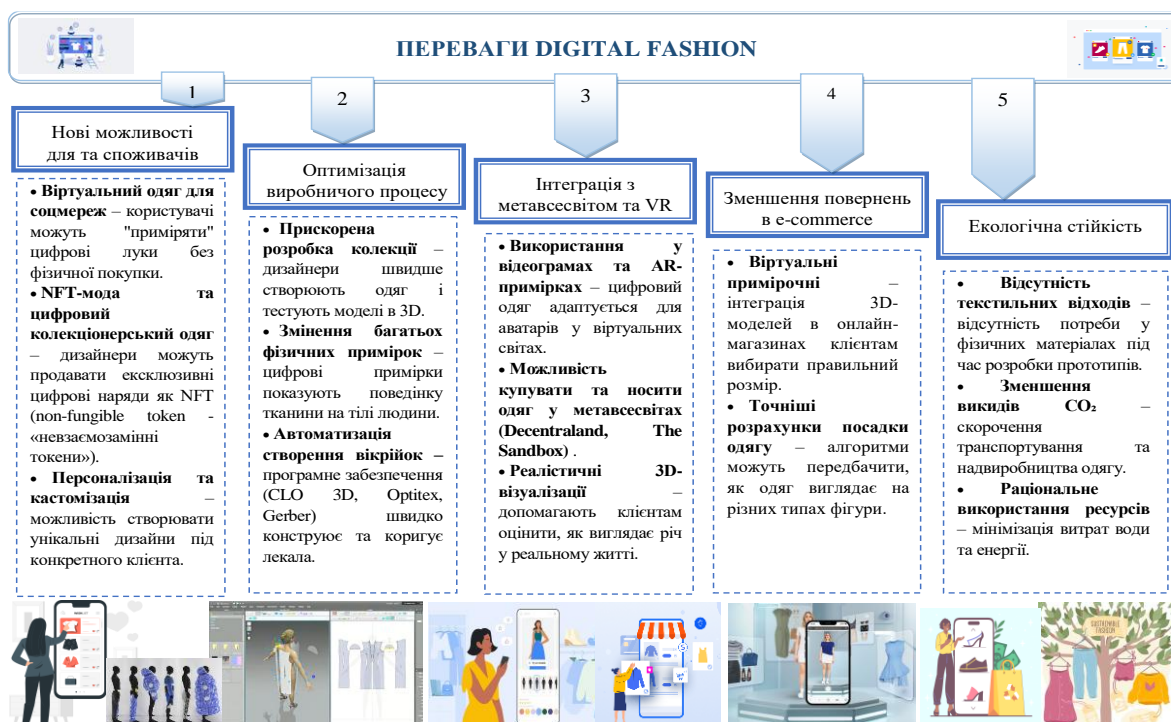 ПЕРЕВАГИ DIGITAL FASHION
1
Нові можливості
для та споживачів
• Віртуальний одяг для
соцмереж – користувачі
можуть "приміряти"
цифрові луки без
фізичної покупки.
• NFT-мода та
цифровий
колекціонерський одяг
– дизайнери можуть
продавати ексклюзивні
цифрові наряди як NFT
(non-fungible token -
«невзаємозамінні
токени»).
• Персоналізація та
кастомізація –
можливість створювати
унікальні дизайни під
конкретного клієнта.
2
Оптимізація
виробничого процесу
• Прискорена
розробка колекції –
дизайнери швидше
створюють одяг і
тестують моделі в 3D.
• Змінення багатьох
фізичних примірок –
цифрові примірки
показують поведінку
тканини на тілі людини.
• Автоматизація
створення вікрійок –
програмне забезпечення
(CLO 3D, Optitex,
Gerber) швидко
конструює та коригує
лекала.
3
Інтеграція з
метавсесвітом та VR
• Використання у
відеограмах та AR-
примірках – цифровий
одяг адаптується для
аватарів у віртуальних
світах.
• Можливість
купувати та носити
одяг у метавсесвітах
(Decentraland, The
Sandbox) .
• Реалістичні 3D-
візуалізації –
допомагають клієнтам
оцінити, як виглядає річ
у реальному житті.
4
Зменшення повернень
в e-commerce
• Віртуальні
примірочні –
інтеграція 3D-
моделей в онлайн-
магазинах клієнтам
вибирати правильний
розмір.
• Точніші
розрахунки посадки
одягу – алгоритми
можуть передбачити,
як одяг виглядає на
різних типах фігури.
5
Екологічна стійкість
• Відсутність
текстильних відходів –
відсутність потреби у
фізичних матеріалах під
час розробки прототипів.
• Зменшення
викидів CO₂ –
скорочення
транспортування та
надвиробництва одягу.
• Раціональне
використання ресурсів
– мінімізація витрат води
та енергії.
SUSTAINABLE
FASHION